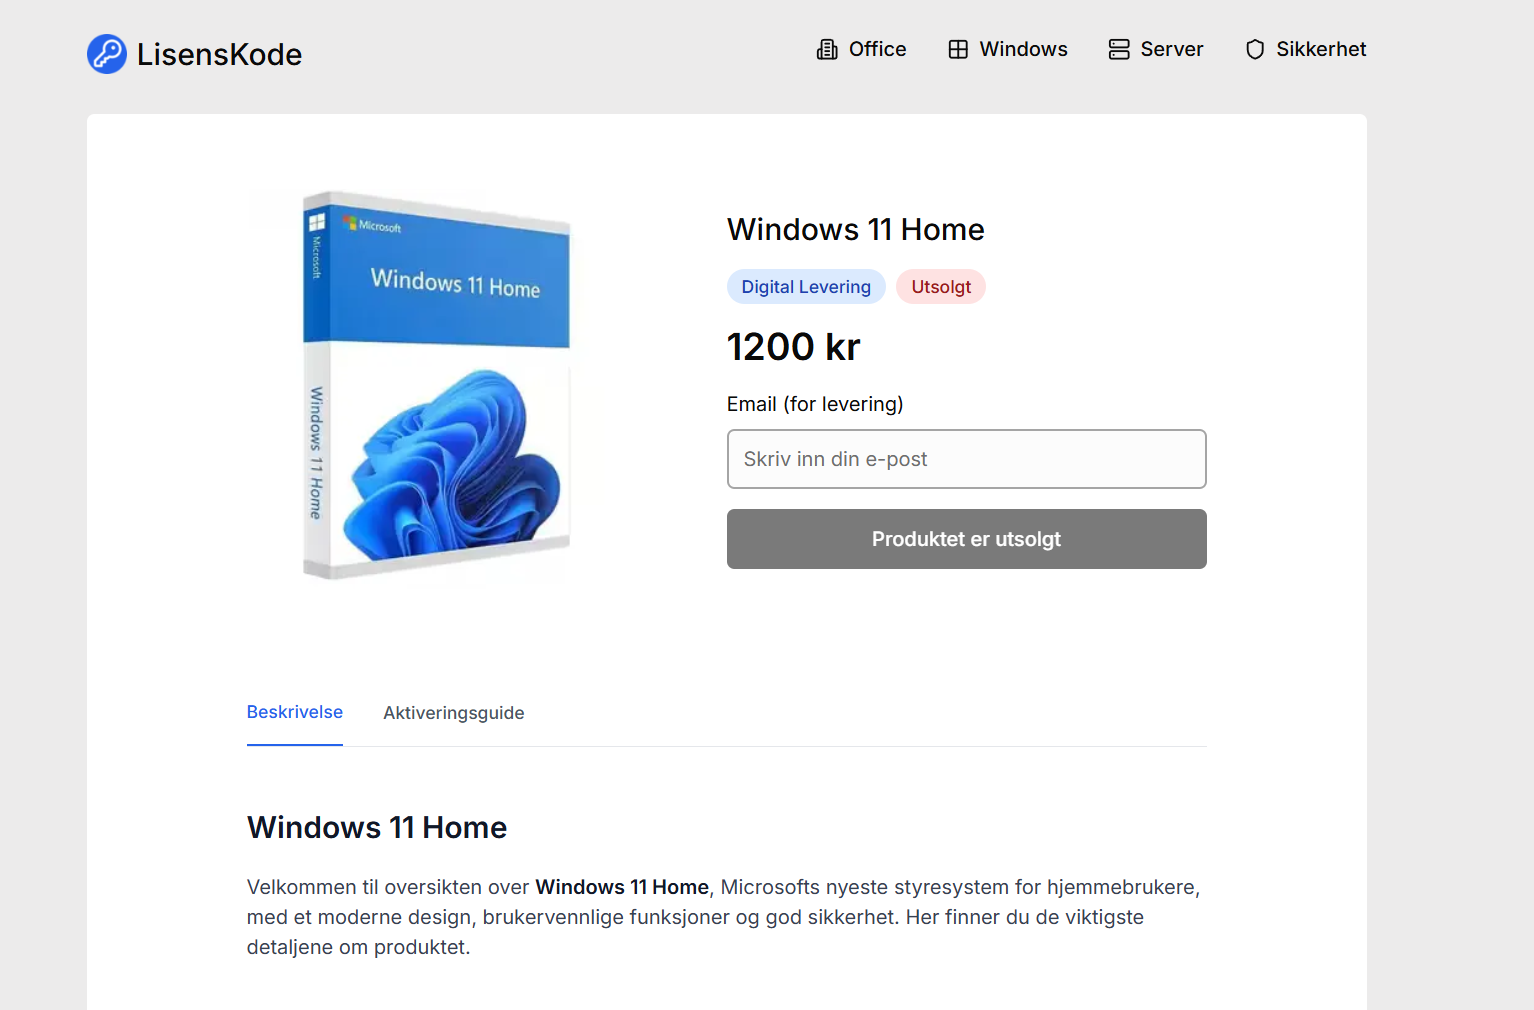 LisensKode
Office
Windows
Server
Sikkerhet
Microsoft
Microsoft
Windows 11 Home
Windows 11 Home
Windows 11 Home
Digital Levering
Utsolgt
1200 kr
Email (for levering)
Skriv inn din e-post
Produktet er utsolgt
Beskrivelse
Aktiveringsguide
Windows 11 Home
Velkommen til oversikten over Windows 11 Home, Microsofts nyeste styresystem for hjemmebrukere,
med et moderne design, brukervennlige funksjoner og god sikkerhet. Her finner du de viktigste
detaljene om produktet.